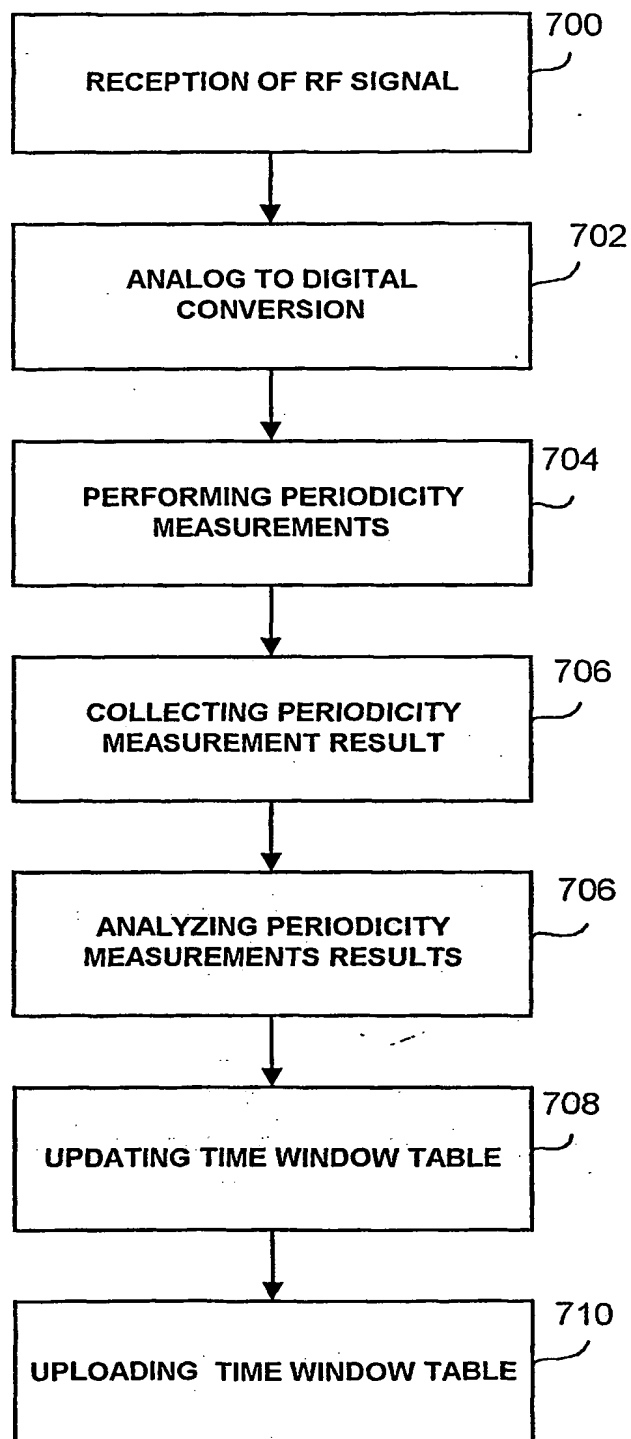 700
RECEPTION OF RF SIGNAL
702
ANALOG TO DIGITAL
CONVERSION
704
PERFORMING PERIODICITY
MEASUREMENTS
706
COLLECTING PERIODICITY
MEASUREMENT RESULT
706
ANALYZING PERIODICITY
MEASUREMENTS RESULTS
708
UPDATING TIME WINDOW TABLE
710
UPLOADING TIME WINDOW TABLE